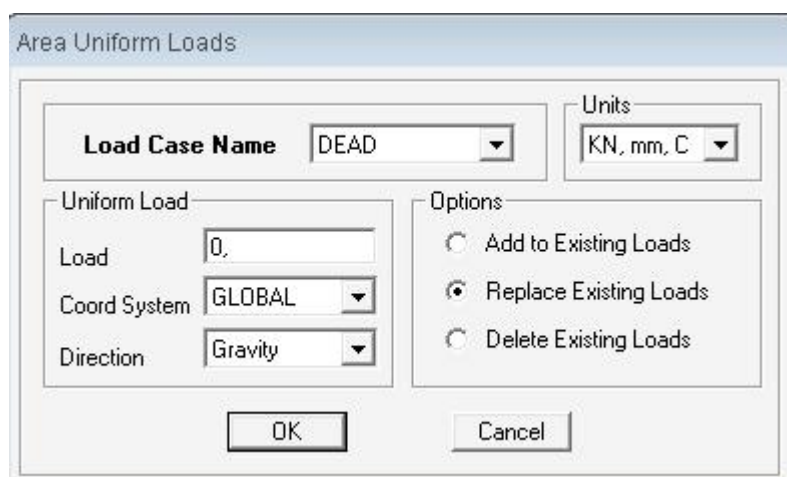 Area Uniform Loads
Load Case Name DEAD
Units
KN, mm, C
Uniform Load
Load 0,
Coord System GLOBAL
Direction Gravity
Options
Add to Existing Loads
Replace Existing Loads
Delete Existing Loads
OK Cancel